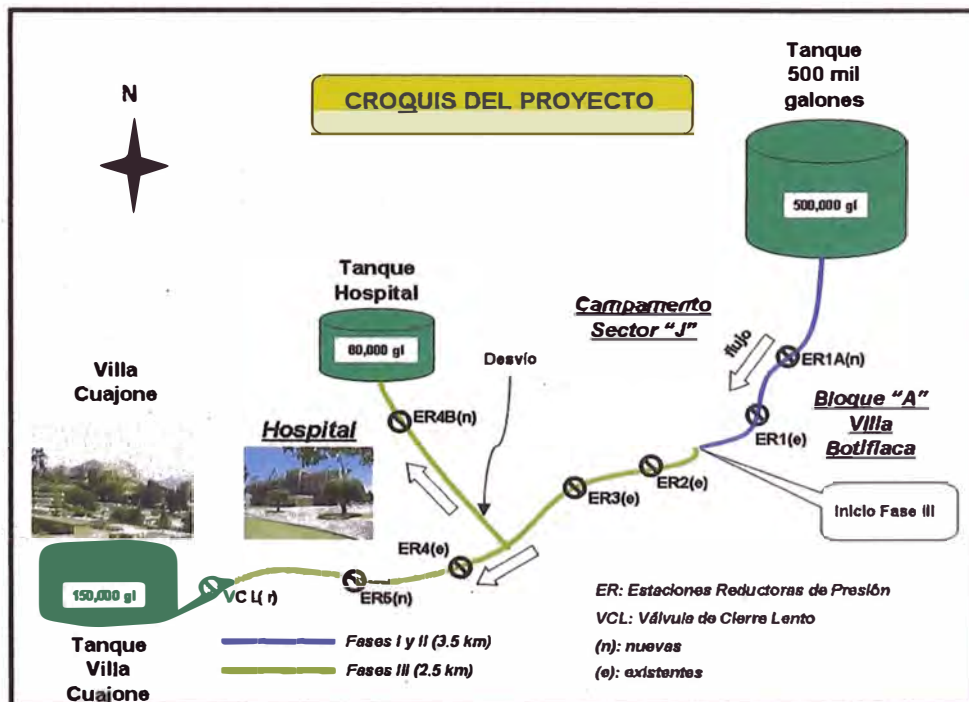 Tanque
500 mil
galones
N
CROQUIS DEL PROYECTO
500,000 gl
Tanque
Hospital
60,000 gl
Campamento
Sector "J"
flujo
Desvío
ER1A(n)
Villa
Cuajone
ER4B(n)
Hospital
Bloque "A"
Villa
Botiflaca
ER1(e)
ER2(e)
ER3(e)
Inicio Fase III
ER4(e)
ER5(n)
VCL( r)
150,000 gl
ER: Estaciones Reductoras de Presión
VCL: Válvula de Cierre Lento
(n): nuevas
(e): existentes
Tanque
Villa
Cuajone
Fases I y II (3.5 km)
Fases III (2.5 km)